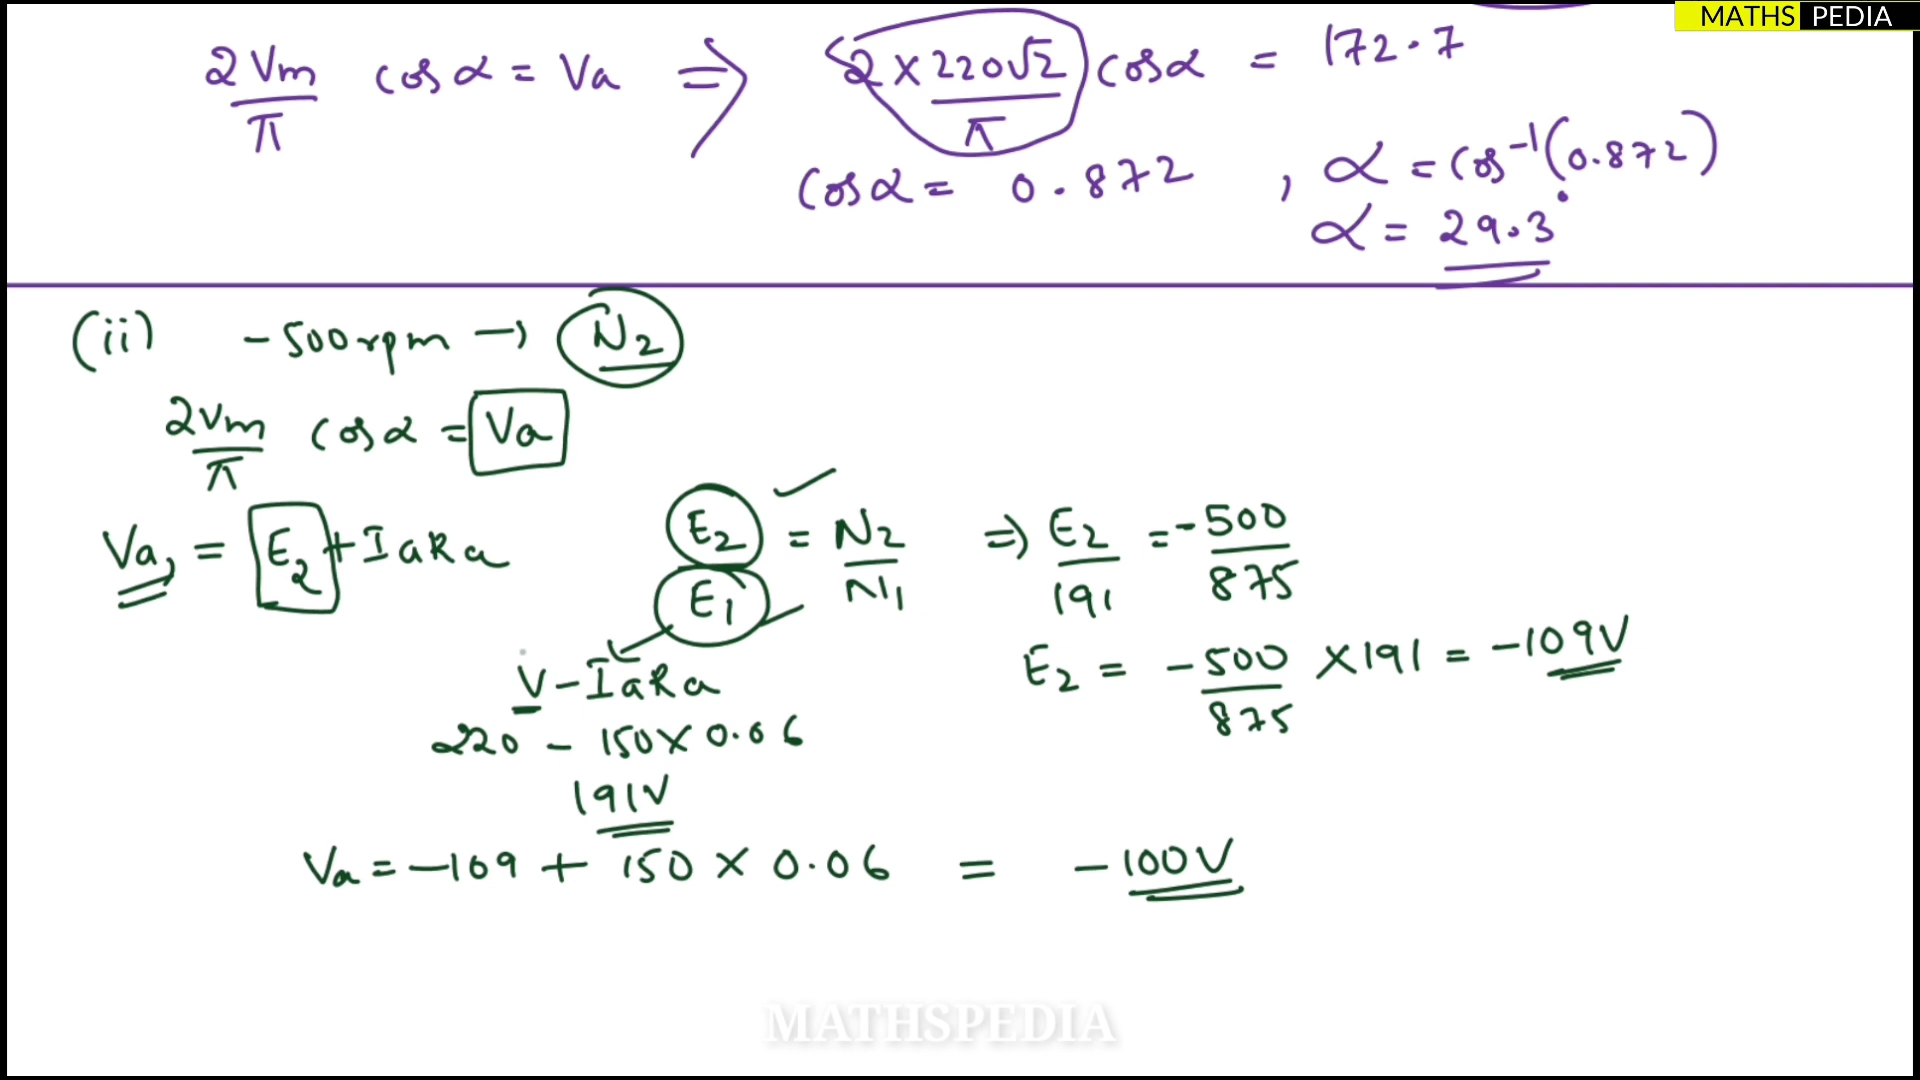 MATHS PEDIA
2Vm/π cosα = Va ⇒ 2×220√2/π cosα = 172.7
cosα = 0.872 , α = cos⁻¹(0.872)
α = 29.3°
(ii) -500rpm → N₂
2Vm/π cosα = Va
Va, = E₂ + IaRa E₂/E₁ = N₂/N₁ ⇒ E₂/191 = -500/875
V - IaRa E₂ = -500/875 × 191 = -109V
220 - 150×0.06
191V
Va = -109 + 150 × 0.06 = -100V
MATHSPEDIA